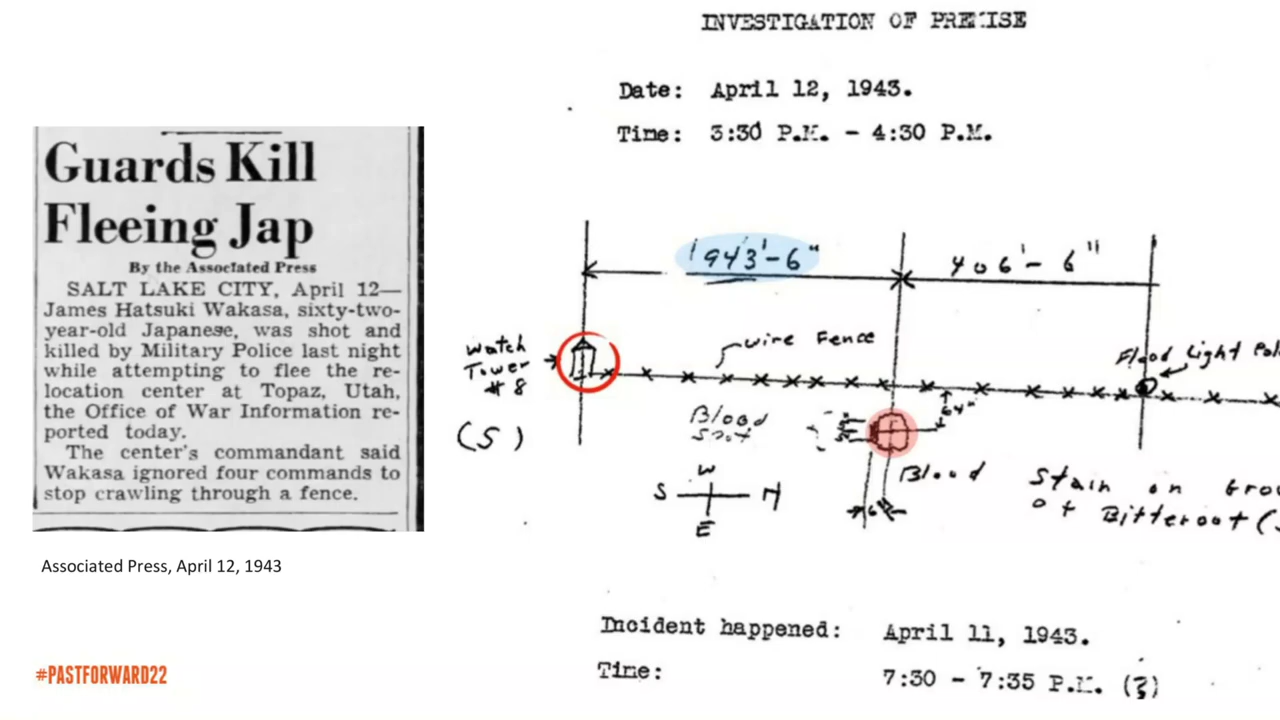 Guards Kill
Fleeing Jap
By the Associated Press
SALT LAKE CITY, April 12—
James Hatsuki Wakasa, sixty-two-
year-old Japanese, was shot and
killed by Military Police last night
while attempting to flee the re-
location center at Topaz, Utah,
the Office of War Information re-
ported today.
The center's commandant said
Wakasa ignored four commands to
stop crawling through a fence.
Associated Press, April 12, 1943
#PASTFORWARD22
INVESTIGATION OF PREMISE
Date: April 12, 1943.
Time: 3:30 P.M. - 4:30 P.M.
943'-6"
406'-6"
Watch
Tower
#8
(S)
wire Fence
Flood Light Pole
Blood
Spot
64"
W
S N
E
6"
Blood Stain on Grou
of Bitteroot (
Incident happened: April 11, 1943.
Time: 7:30 - 7:35 P.M. (?)